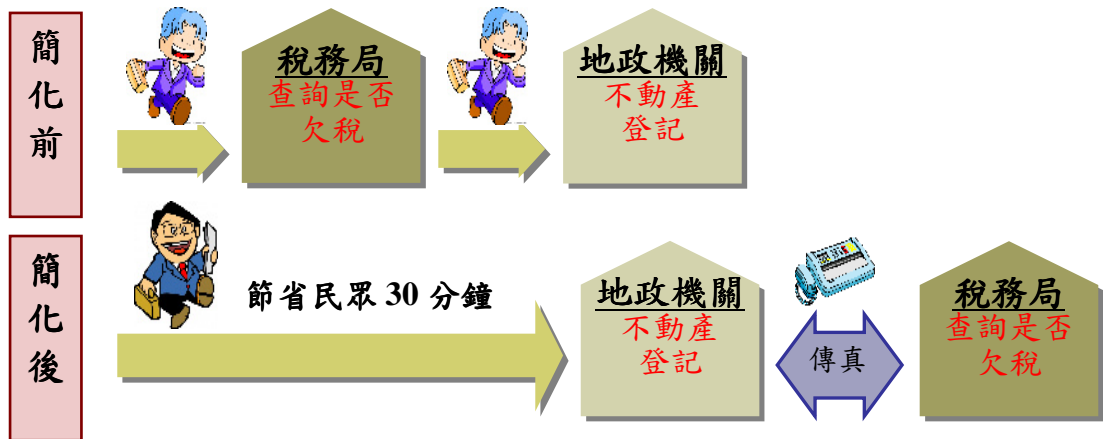 簡化前
稅務局
查詢是否
欠稅
地政機關
不動產
登記
簡化後
節省民眾 30 分鐘
地政機關
不動產
登記
傳真
稅務局
查詢是否
欠稅